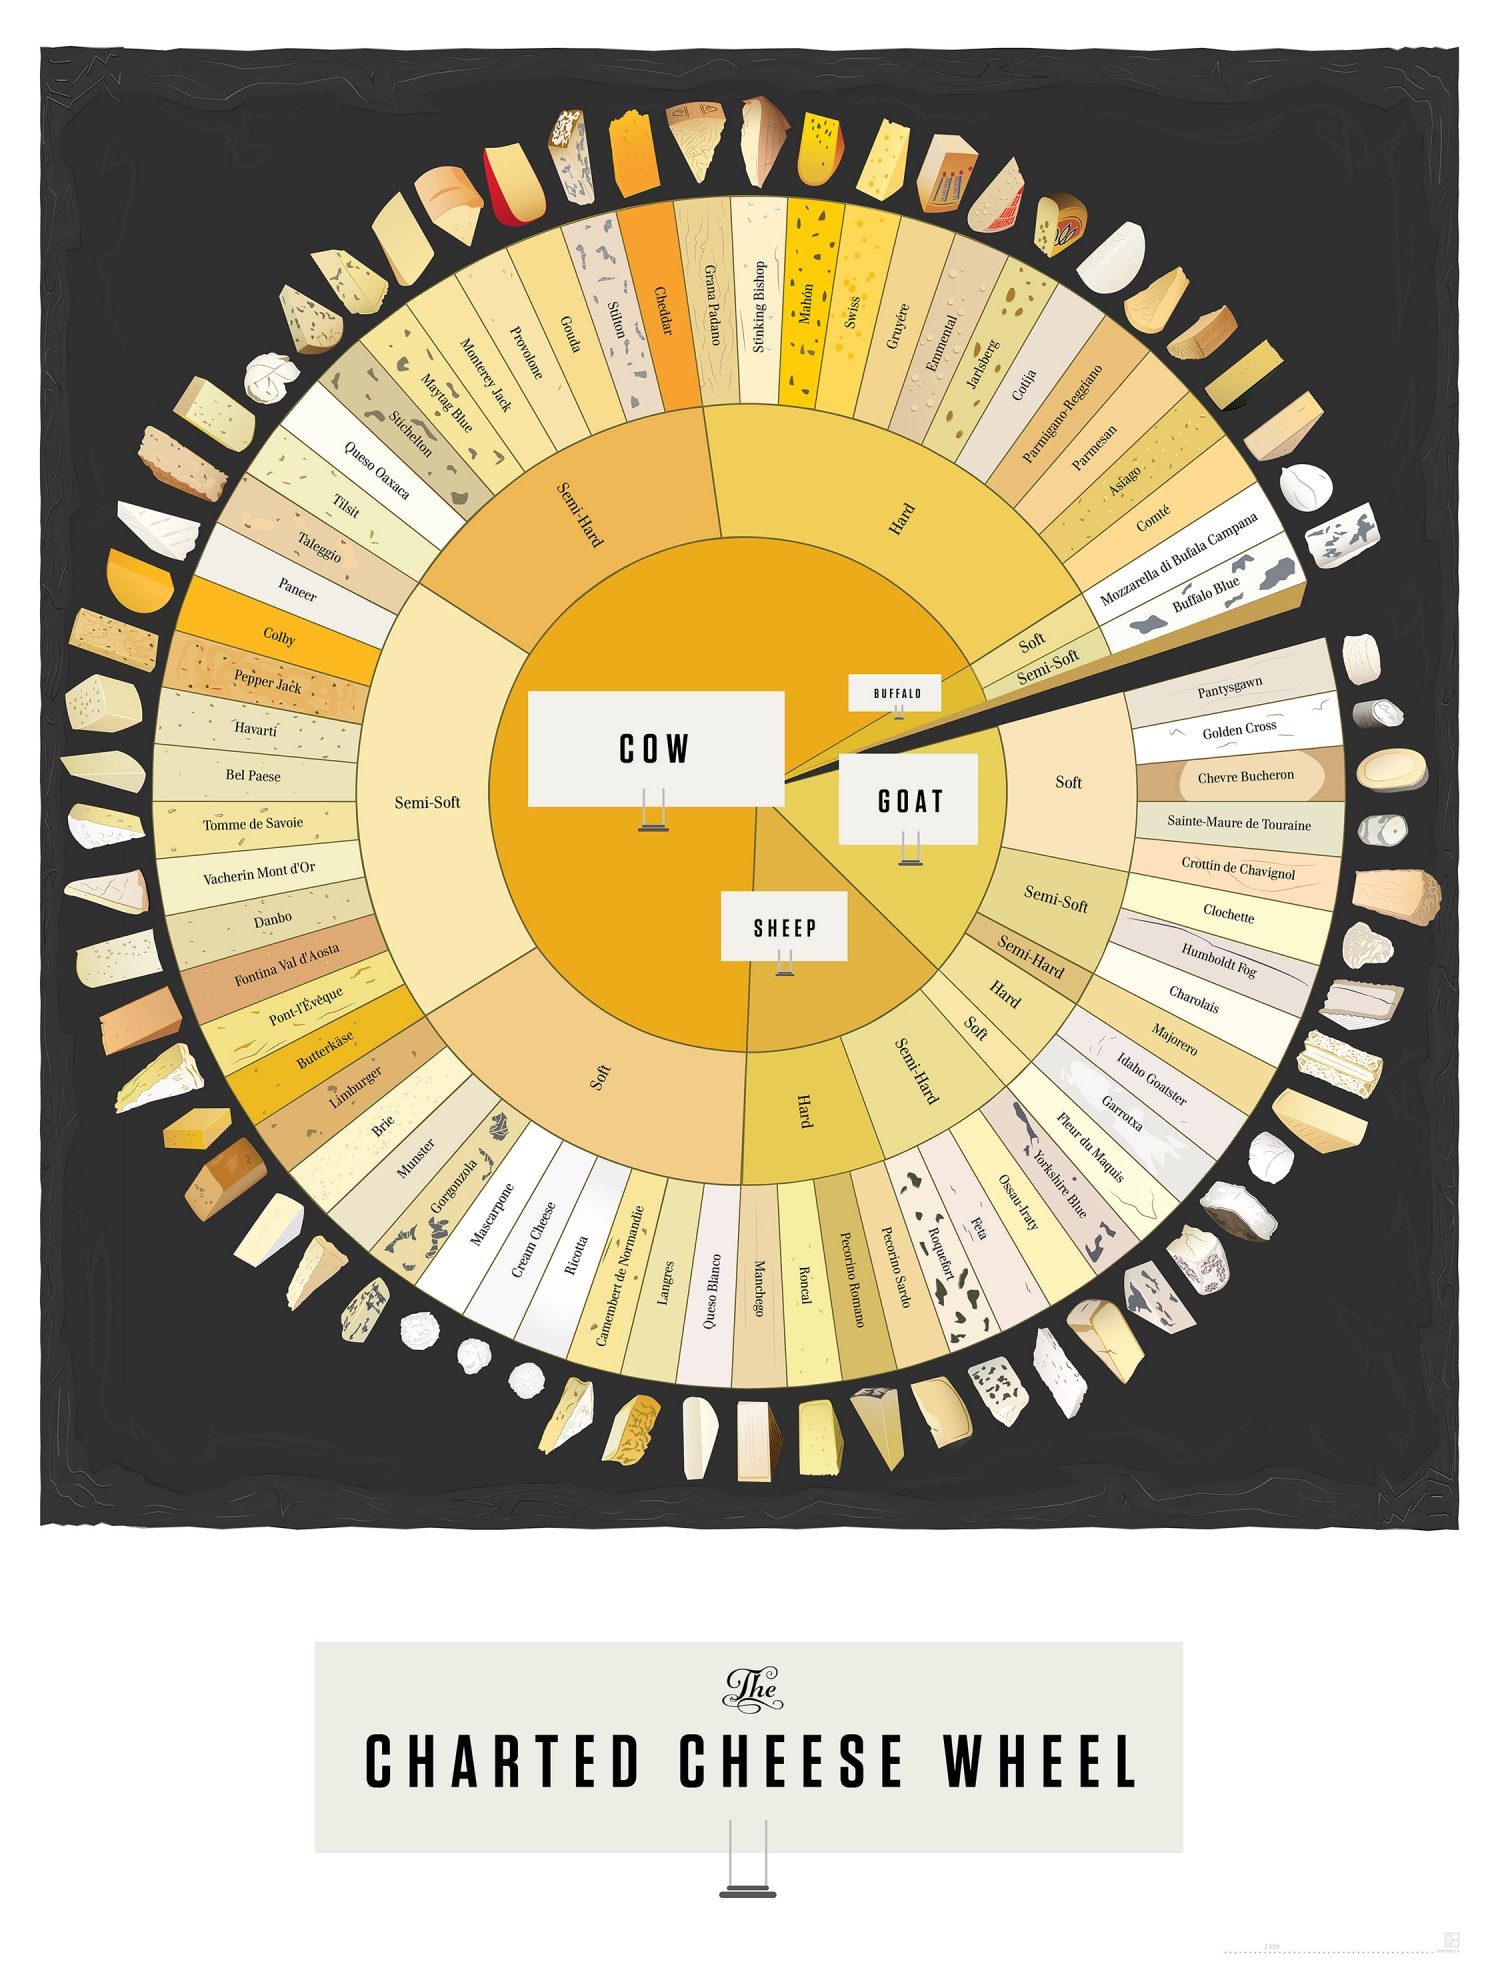 COW
BUFFALO
GOAT
SHEEP
Semi-Hard
Hard
Soft
Semi-Soft
Soft
Semi-Soft
Semi-Hard
Hard
Soft
Semi-Hard
Hard
Soft
Semi-Soft
Stichelton
Maytag Blue
Monterey Jack
Provolone
Gouda
Stilton
Cheddar
Grana Padano
Stinking Bishop
Mahón
Swiss
Gruyére
Emmental
Jarlsberg
Cotija
Parmigano-Reggiano
Parmesan
Asiago
Comté
Mozzarella di Bufala Campana
Buffalo Blue
Pantysgawn
Golden Cross
Chevre Bucheron
Sainte-Maure de Touraine
Crottin de Chavignol
Clochette
Humboldt Fog
Charolais
Majorero
Idaho Goatster
Garrotxa
Fleur du Maquis
Yorkshire Blue
Ossau-Iraty
Feta
Roquefort
Pecorino Sardo
Pecorino Romano
Roncal
Manchego
Queso Blanco
Langres
Camembert de Normandie
Ricotta
Cream Cheese
Mascarpone
Gorgonzola
Munster
Brie
Limburger
Butterkäse
Pont-l'Évêque
Fontina Val d'Aosta
Danbo
Vacherin Mont d'Or
Tomme de Savoie
Bel Paese
Havarti
Pepper Jack
Colby
Paneer
Taleggio
Tilsit
Queso Oaxaca
The
CHARTED CHEESE WHEEL
/500